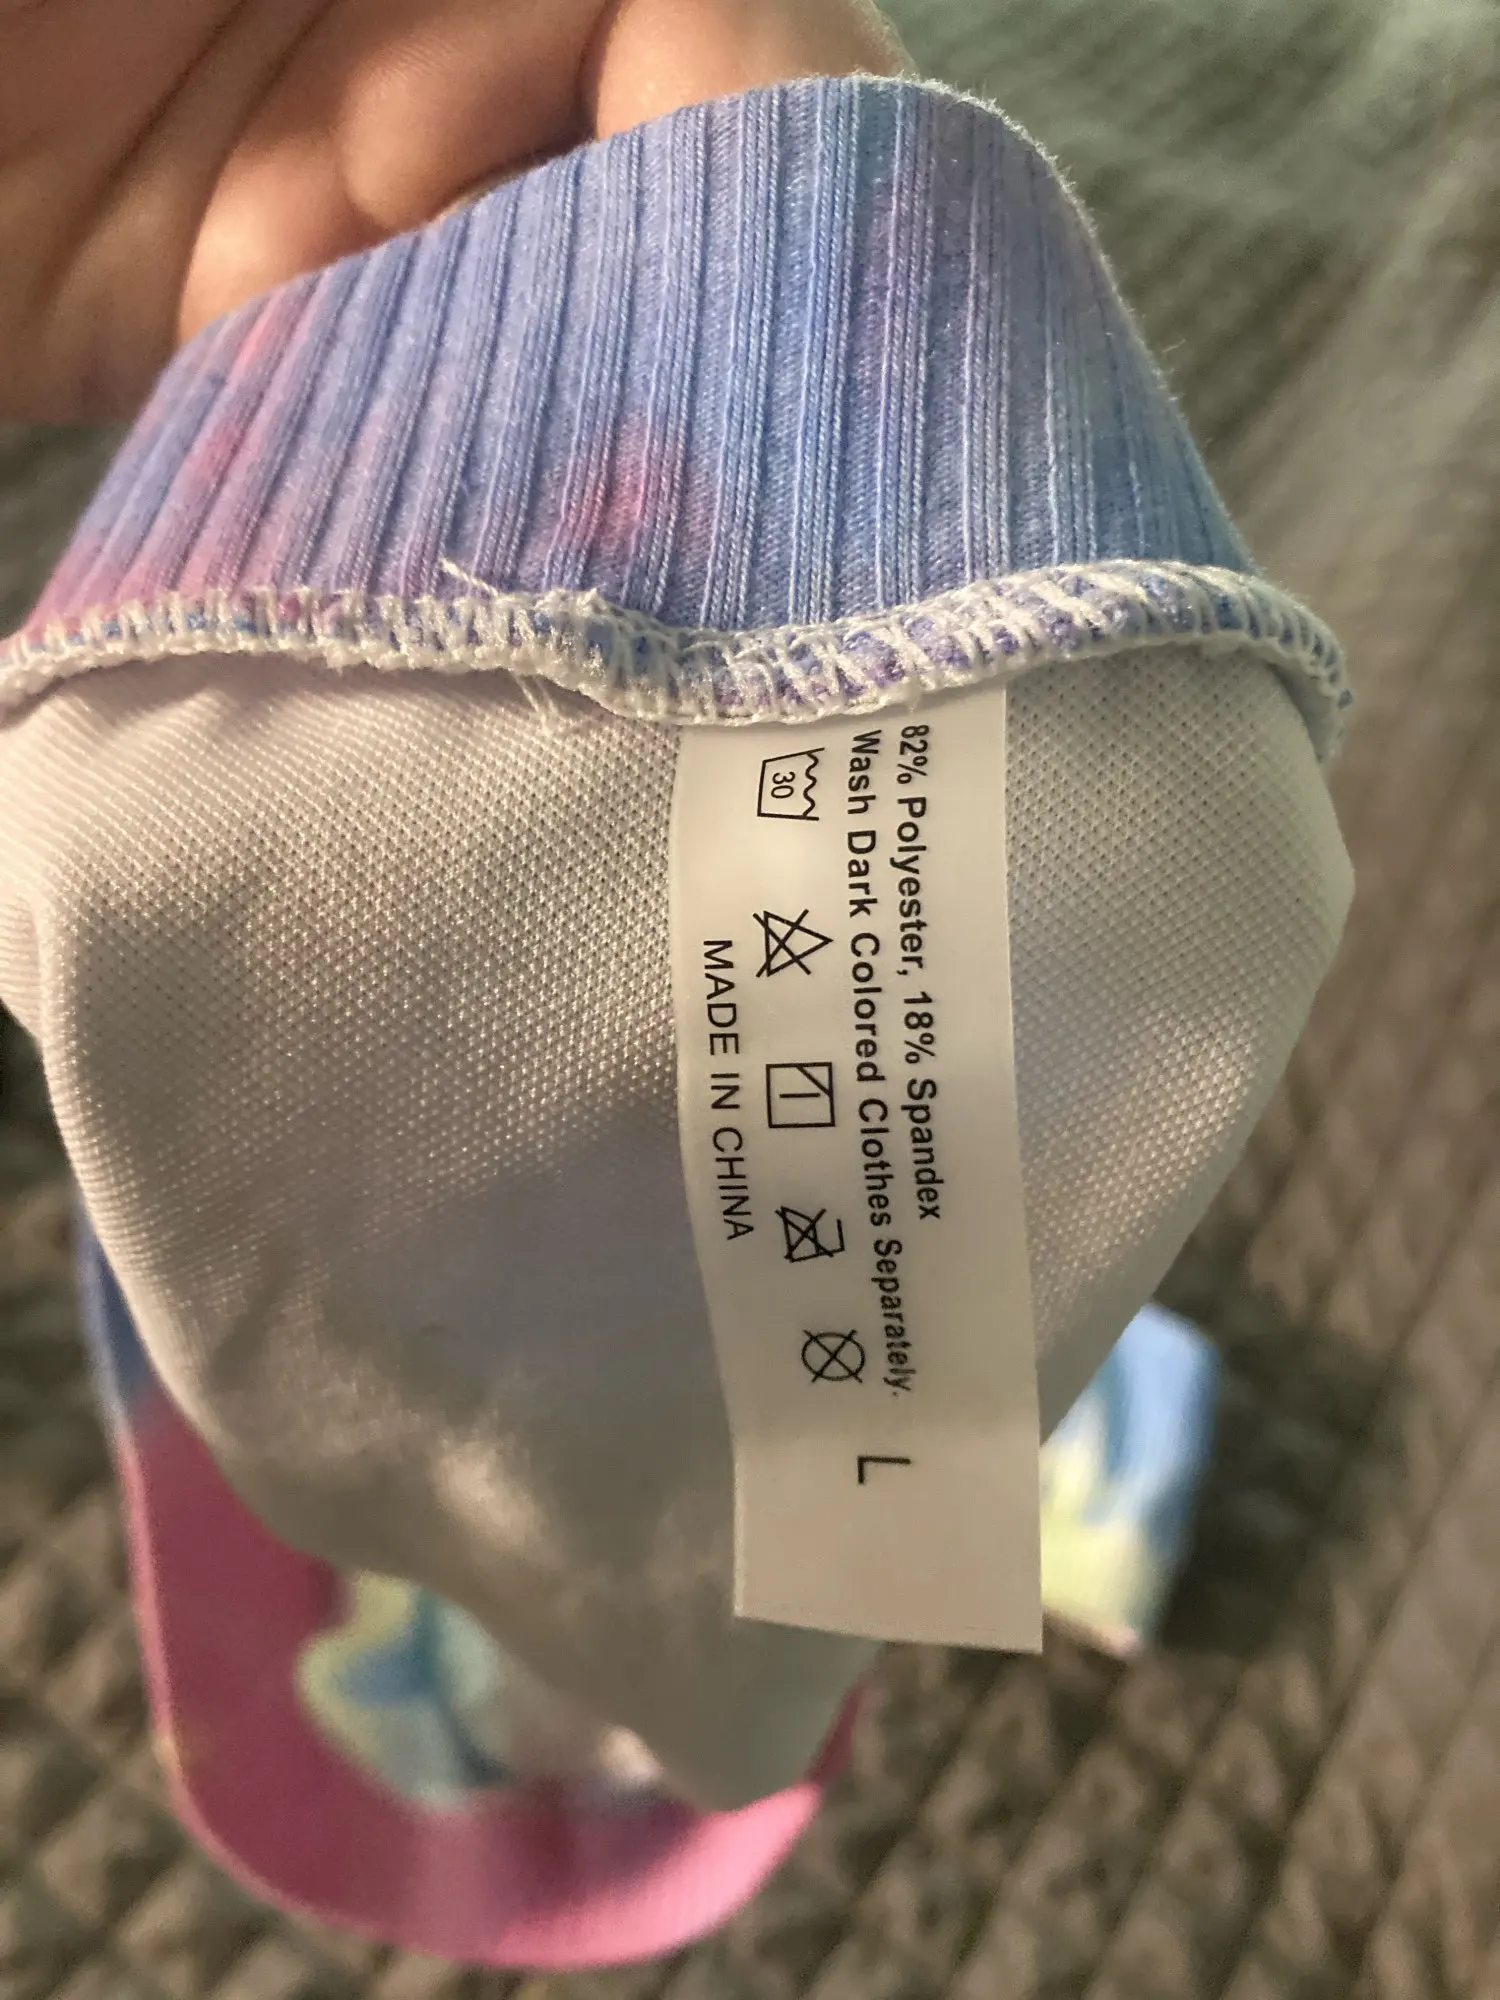 82% Polyester, 18% Spandex
Wash Dark Colored Clothes Separately.
L
30
MADE IN CHINA